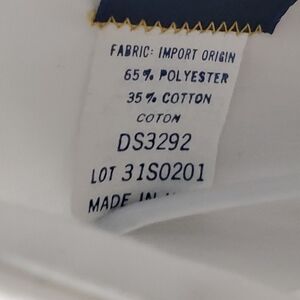 FABRIC: IMPORT ORIGIN
65% POLYESTER
35% COTTON
COTON
DS3292
LOT 31S0201
MADE IN